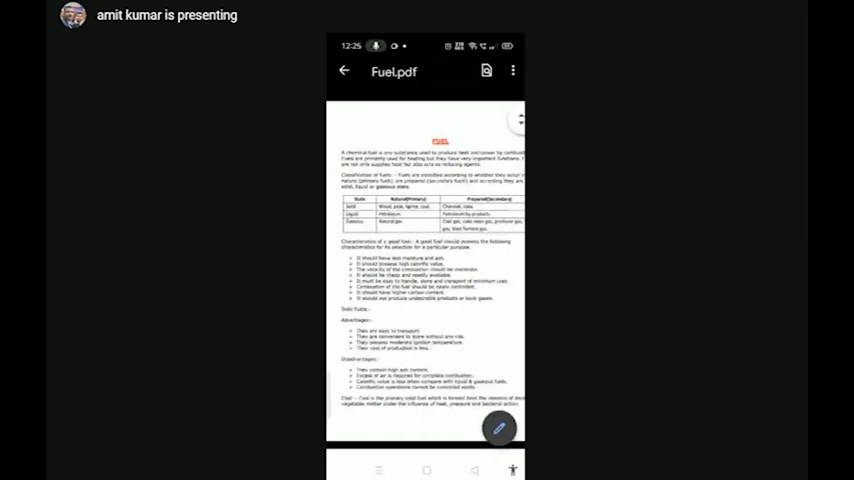 amit kumar is presenting
12:25
Fuel.pdf
FUEL
A chemical fuel is any substance used to produce heat and power by combust
Fuels are primarily used for heating but they have very important functions.
are not only supplies heat but also acts as reducing agents.
Classification of fuels: - Fuels are classified according to whether they occur i
nature (primary fuels) are prepared (secondary fuels) and according they are
solid, liquid or gaseous state.
State Natural(Primary) Prepared(Secondary)
Solid Wood, peat, lignite, coal Charcoal, coke.
Liquid Petroleum Petroleum by products.
Gaseous Natural gas Coal gas, coke oven gas, producer gas,
gas, blast furnace gas.
Characteristics of a good fuel:- A good fuel should possess the following
characteristics for its selection for a particular purpose.
It should have less moisture and ash.
It should possess high calorific value.
The velocity of the combustion should be moderate.
It should be cheap and readily available.
It must be easy to handle, store and transport at minimum cost.
Combustion of the fuel should be easily controlled.
It should have higher carbon content.
It should not produce undesirable products or toxic gases.
Solid fuels:-
Advantages:-
They are easy to transport.
They are convenient to store without any risk.
They possess moderate ignition temperature.
Their cost of production is less.
Disadvantages:-
They contain high ash content.
Excess of air is required for complete combustion.
Calorific value is less when compare with liquid & gaseous fuels.
Combustion operations cannot be controlled easily.
Coal: - Coal is the primary solid fuel which is formed from the remains of
vegetable matter under the influence of heat, pressure and bacterial action